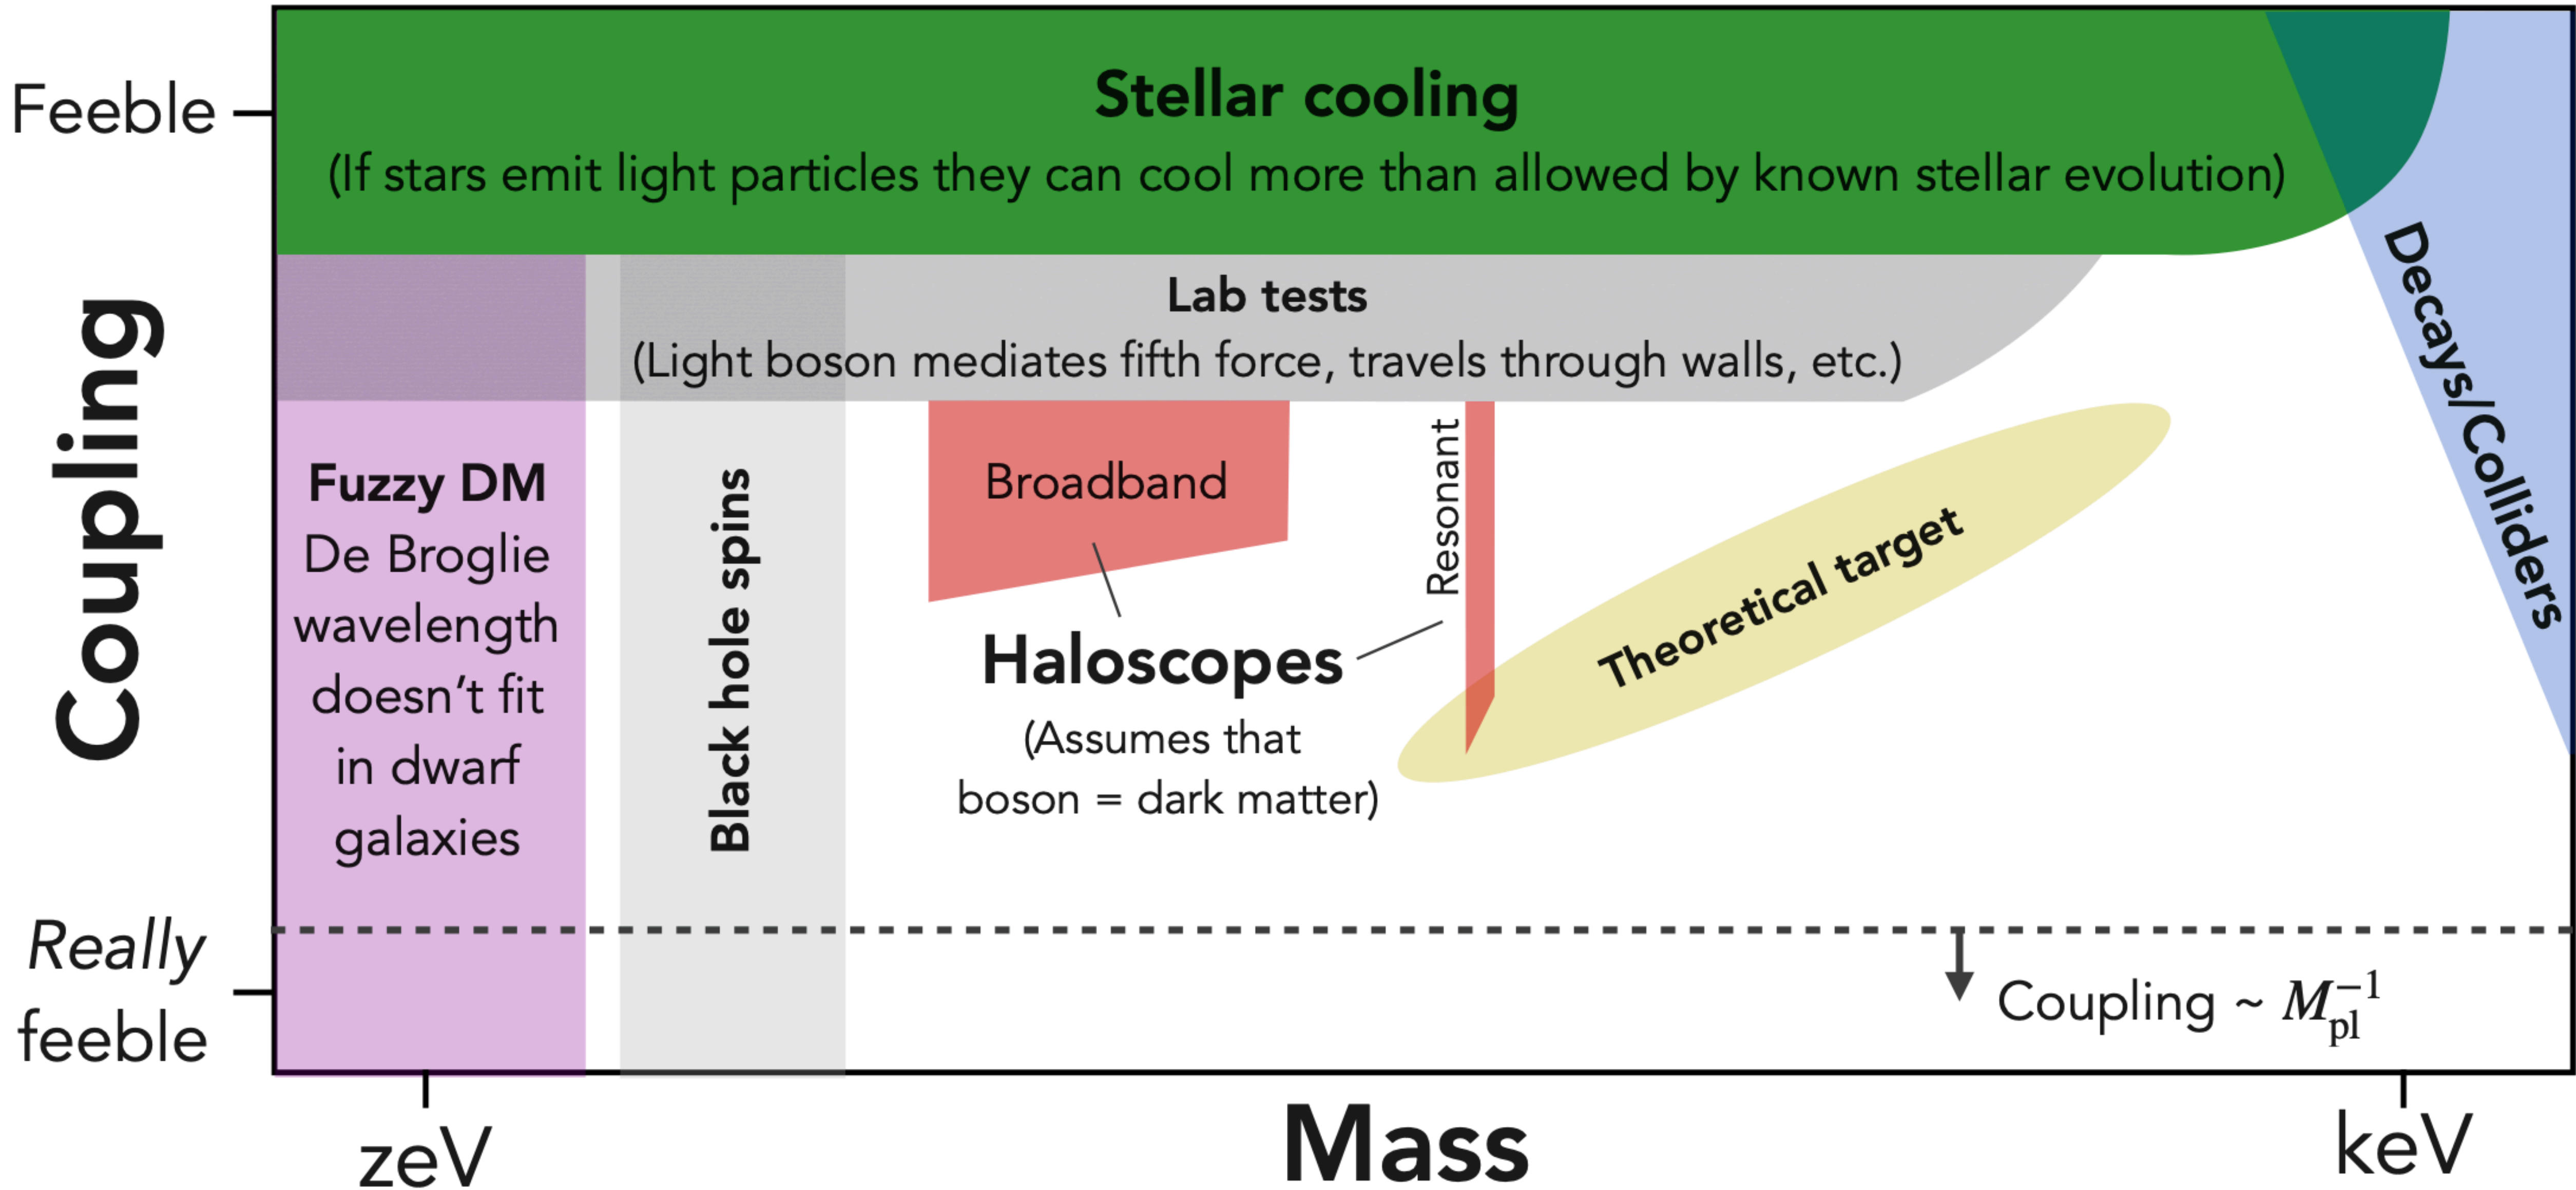 Feeble
Stellar cooling
(If stars emit light particles they can cool more than allowed by known stellar evolution)
Lab tests
(Light boson mediates fifth force, travels through walls, etc.)
Decays/Colliders
Coupling
Fuzzy DM
De Broglie
wavelength
doesn’t fit
in dwarf
galaxies
Black hole spins
Broadband
Resonant
Haloscopes
(Assumes that
boson = dark matter)
Theoretical target
Really
feeble
Coupling ~ M_pl^−1
zeV
Mass
keV